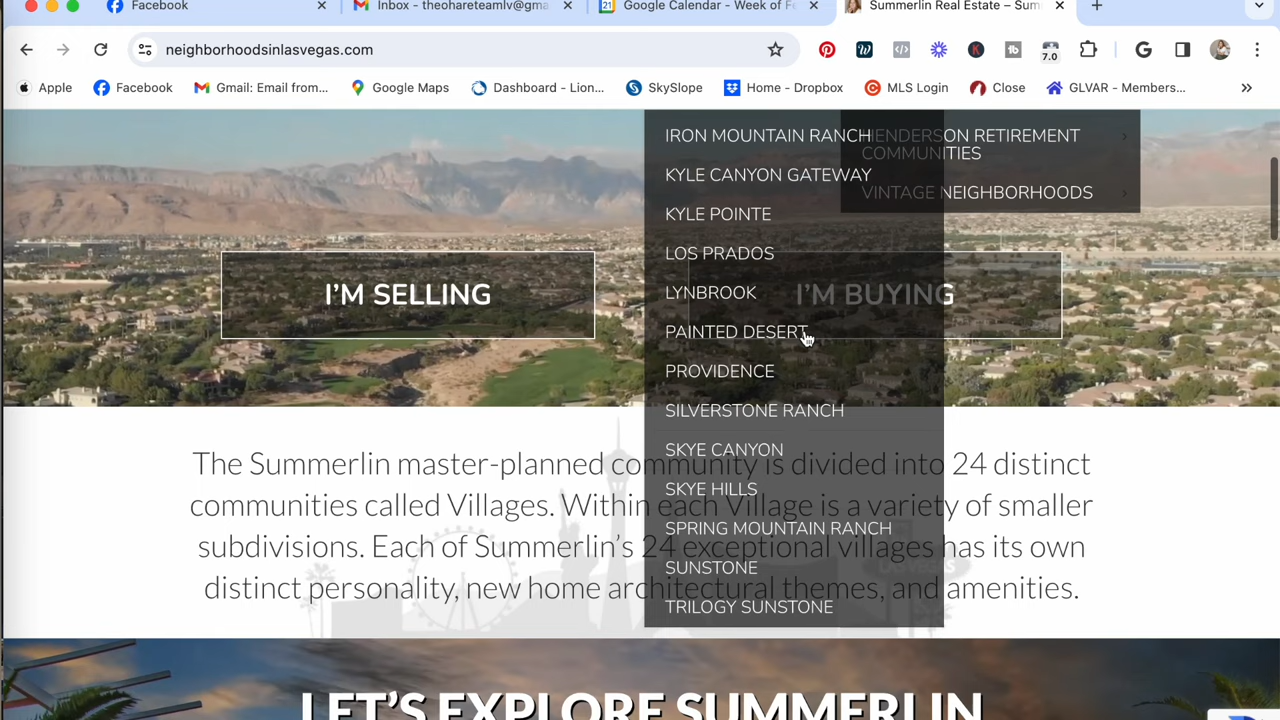 Facebook
Inbox - theohareteamlv@gma
Google Calendar - Week of Fe
Summerlin Real Estate – Sum
neighborhoodsinlasvegas.com
7.0
Apple
Facebook
Gmail: Email from...
Google Maps
Dashboard - Lion...
SkySlope
Home - Dropbox
MLS Login
Close
GLVAR - Members...
IRON MOUNTAIN RANCH
KYLE CANYON GATEWAY
KYLE POINTE
LOS PRADOS
LYNBROOK
PAINTED DESERT
PROVIDENCE
SILVERSTONE RANCH
SKYE CANYON
SKYE HILLS
SPRING MOUNTAIN RANCH
SUNSTONE
TRILOGY SUNSTONE
HENDERSON RETIREMENT
COMMUNITIES
VINTAGE NEIGHBORHOODS
I'M SELLING
I'M BUYING
The Summerlin master-planned community is divided into 24 distinct
communities called Villages. Within each Village is a variety of smaller
subdivisions. Each of Summerlin's 24 exceptional villages has its own
distinct personality, new home architectural themes, and amenities.
LET'S EXPLORE SUMMERLIN